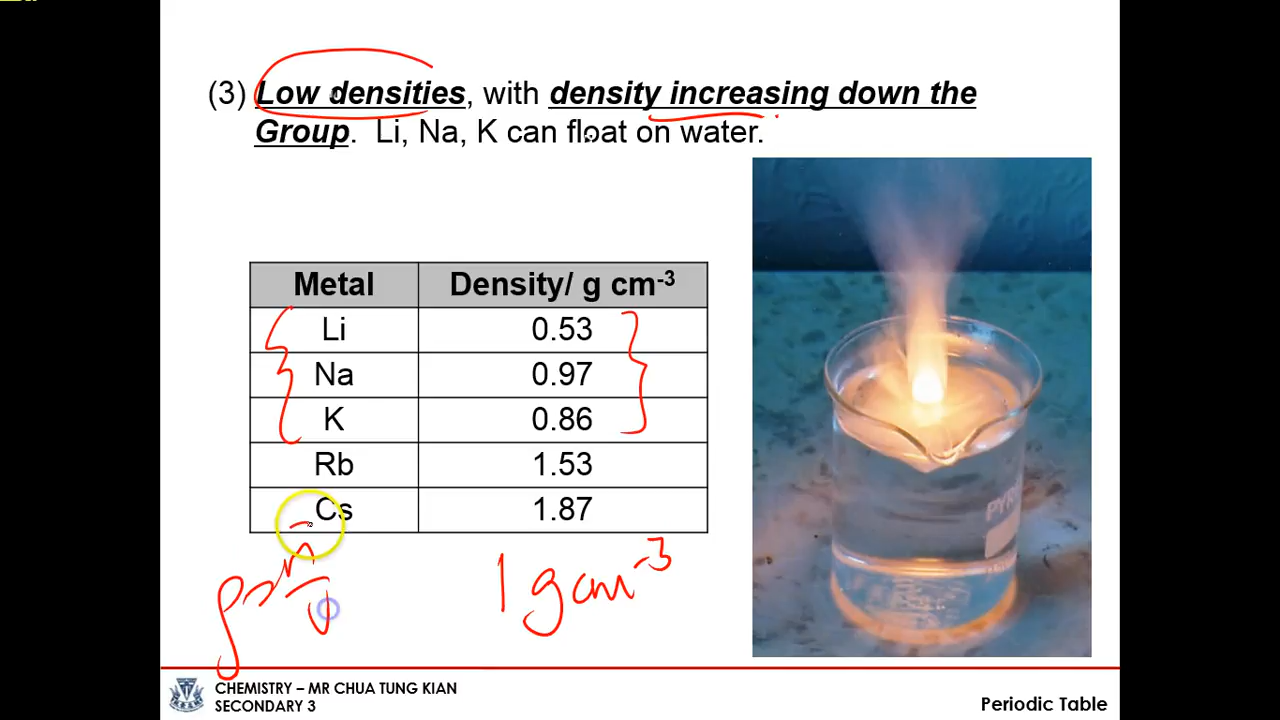 (3) Low densities, with density increasing down the
Group. Li, Na, K can float on water.
Metal Density/ g cm-3
Li 0.53
Na 0.97
K 0.86
Rb 1.53
Cs 1.87
1 g cm-3
CHEMISTRY – MR CHUA TUNG KIAN
SECONDARY 3
Periodic Table